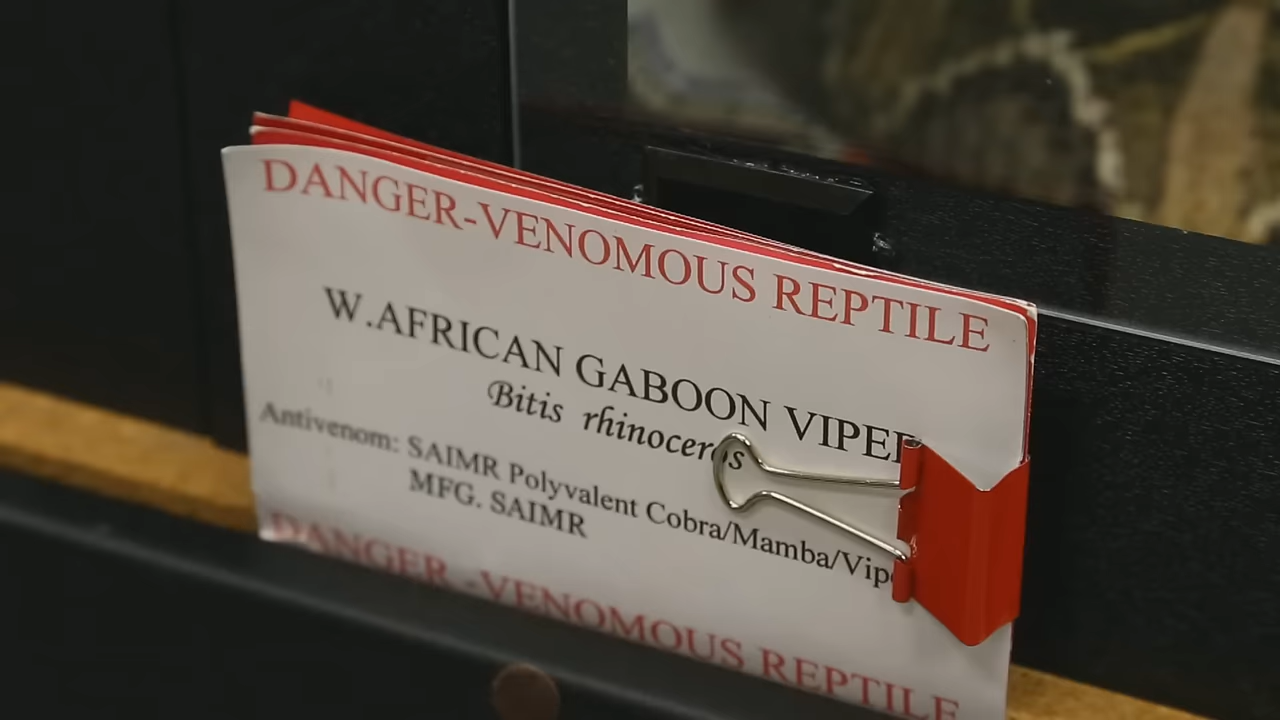 DANGER-VENOMOUS REPTILE
W.AFRICAN GABOON VIPER
Bitis rhinoceros
Antivenom: SAIMR Polyvalent Cobra/Mamba/Vipe
MFG. SAIMR
DANGER.-VENOMOUS REPTILE